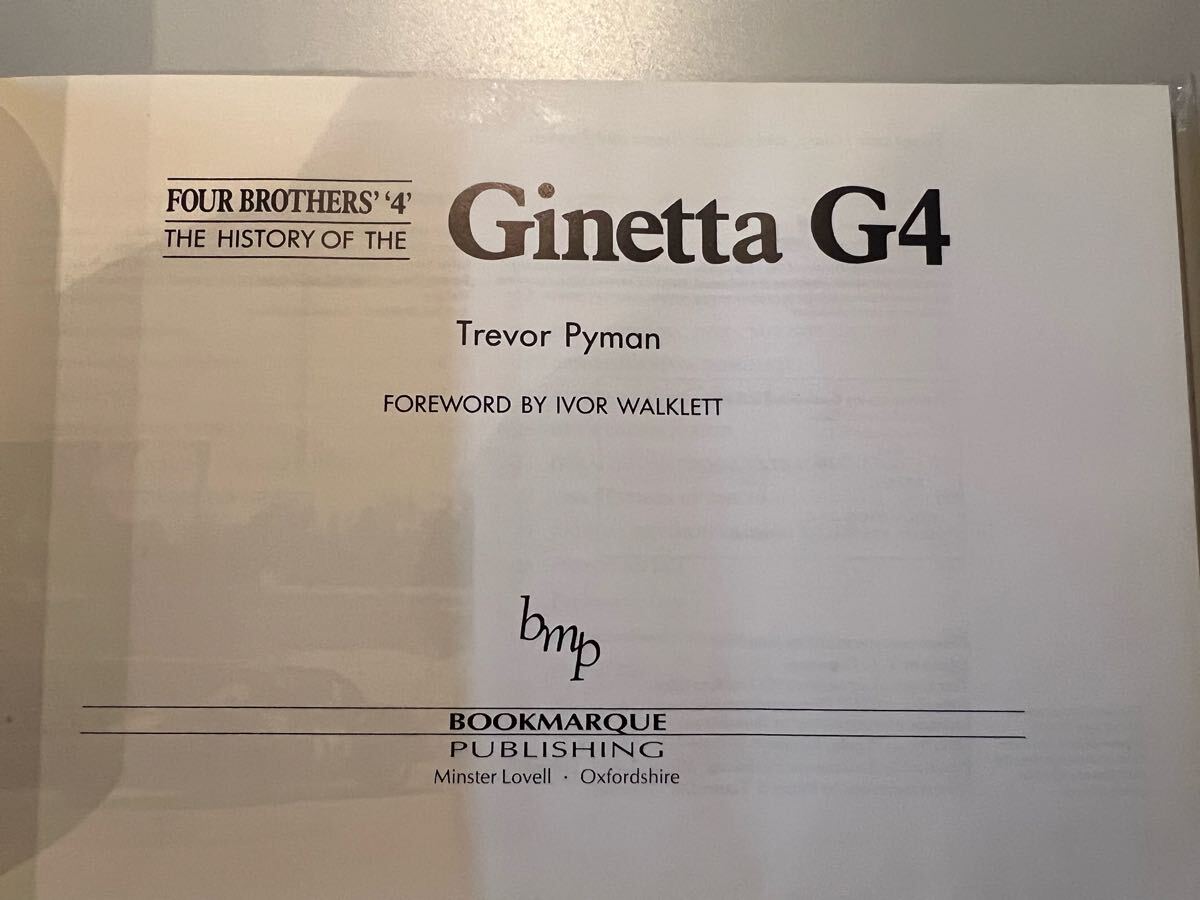 FOUR BROTHERS' '4'
THE HISTORY OF THE
Ginetta G4
Trevor Pyman
FOREWORD BY IVOR WALKLETT
bmp
BOOKMARQUE
PUBLISHING
Minster Lovell · Oxfordshire